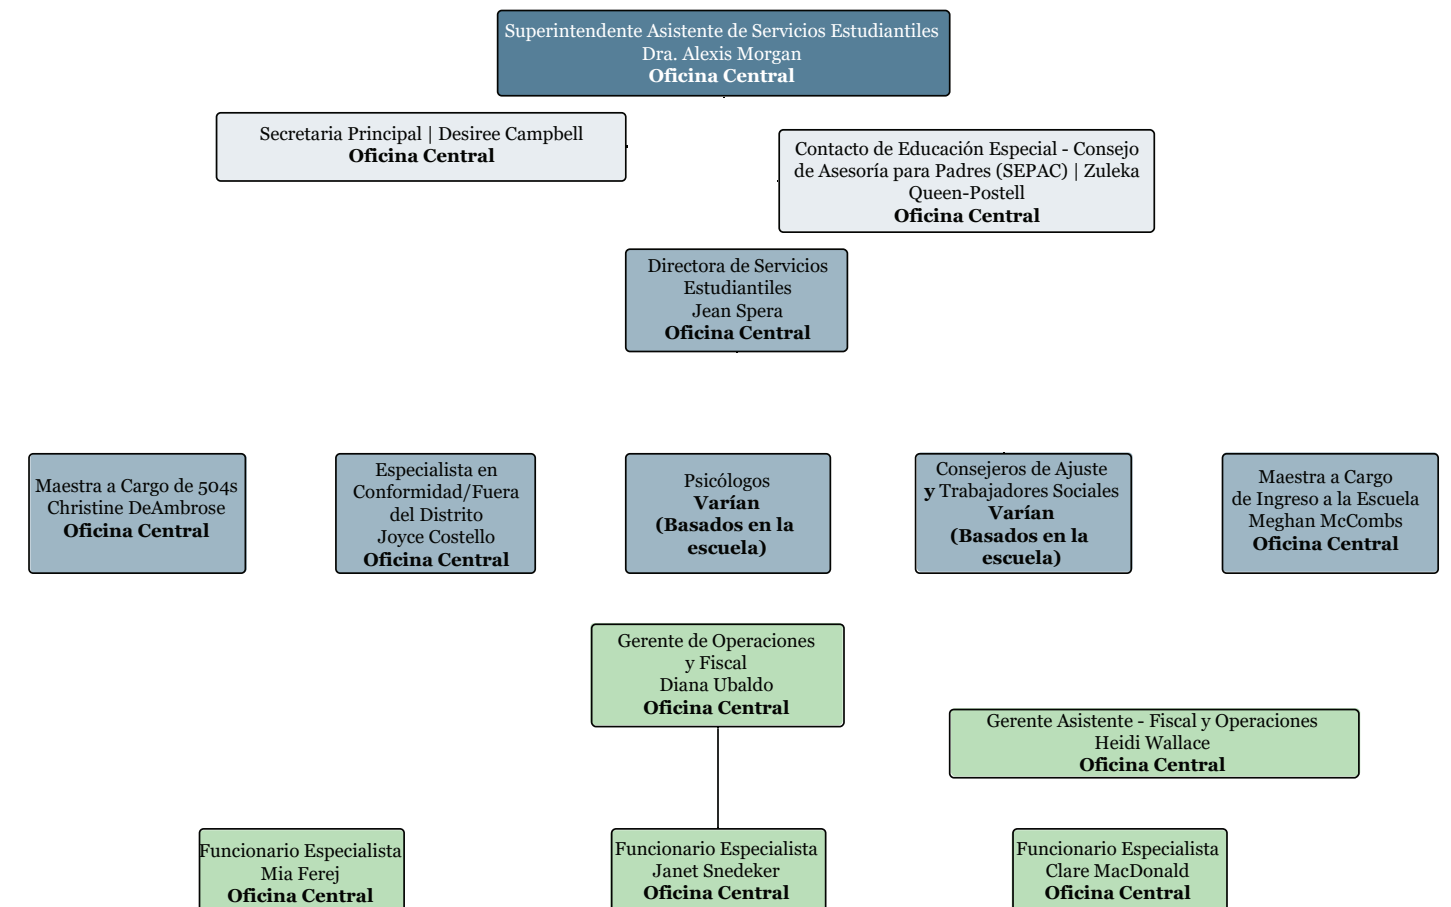 Superintendente Asistente de Servicios Estudiantiles
Dra. Alexis Morgan
Oficina Central
Secretaria Principal | Desiree Campbell
Oficina Central
Contacto de Educación Especial - Consejo
de Asesoría para Padres (SEPAC) | Zuleka
Queen-Postell
Oficina Central
Directora de Servicios
Estudiantiles
Jean Spera
Oficina Central
Maestra a Cargo de 504s
Christine DeAmbrose
Oficina Central
Especialista en
Conformidad/Fuera
del Distrito
Joyce Costello
Oficina Central
Psicólogos
Varían
(Basados en la
escuela)
Consejeros de Ajuste
y Trabajadores Sociales
Varían
(Basados en la
escuela)
Maestra a Cargo
de Ingreso a la Escuela
Meghan McCombs
Oficina Central
Gerente de Operaciones
y Fiscal
Diana Ubaldo
Oficina Central
Gerente Asistente - Fiscal y Operaciones
Heidi Wallace
Oficina Central
Funcionario Especialista
Mia Ferej
Oficina Central
Funcionario Especialista
Janet Snedeker
Oficina Central
Funcionario Especialista
Clare MacDonald
Oficina Central